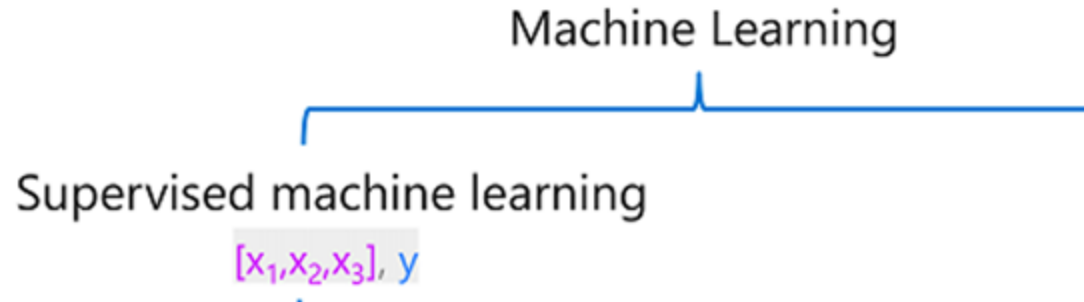 Machine Learning
Supervised machine learning
[x₁,x₂,x₃], y